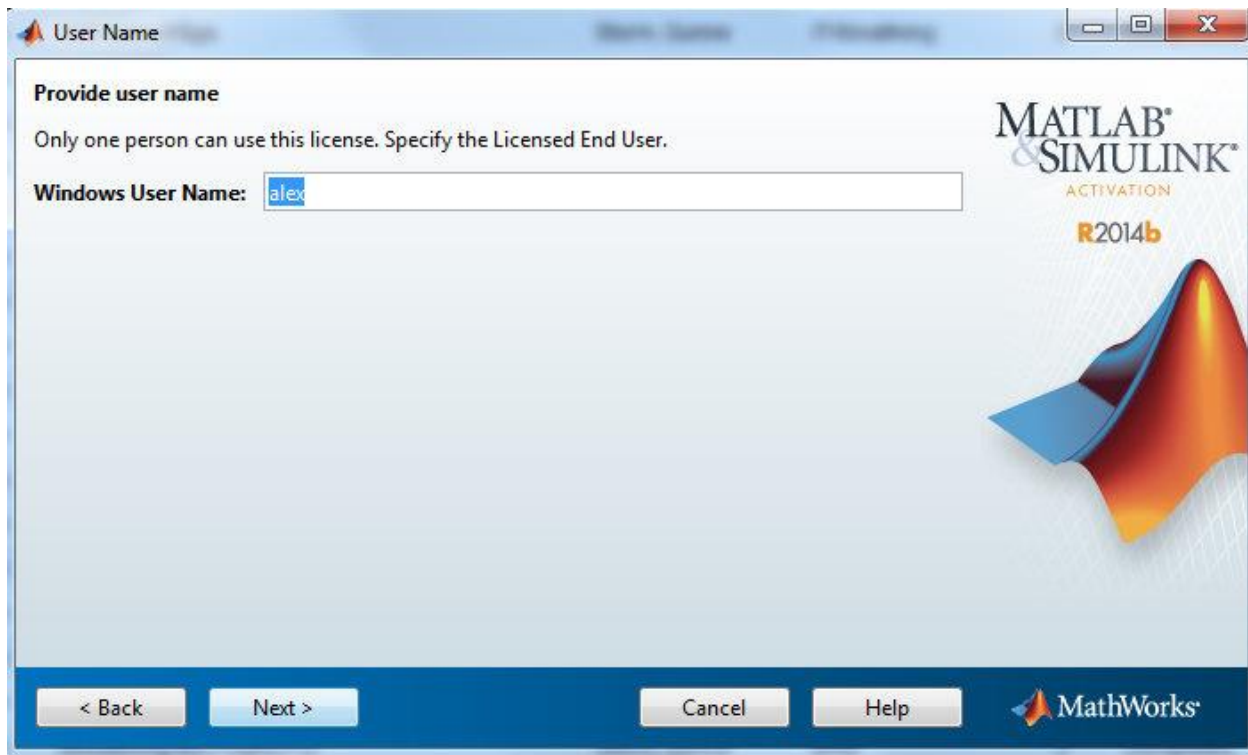 User Name
Provide user name
Only one person can use this license. Specify the Licensed End User.
Windows User Name: alex
MATLAB®
&SIMULINK®
ACTIVATION
R2014b
< Back Next > Cancel Help MathWorks®